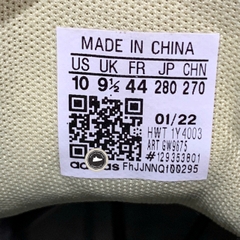 MADE IN CHINA
US UK FR JP CHN
10 9½ 44 280 270
01/22
HWT 1Y4003
ART GW9675
#129353801
adidas FhJJNNQ100295